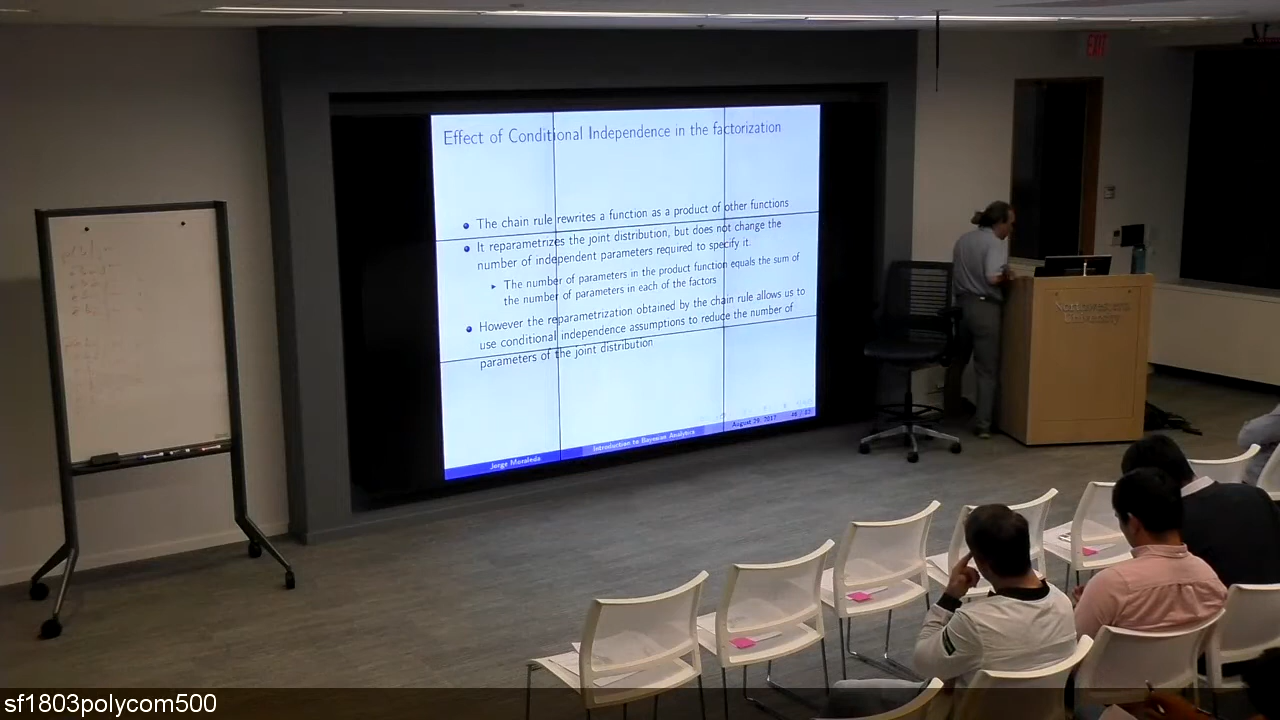 EXIT
Effect of Conditional Independence in the factorization
The chain rule rewrites a function as a product of other functions
It reparametrizes the joint distribution, but does not change the
number of independent parameters required to specify it.
The number of parameters in the product function equals the sum of
the number of parameters in each of the factors
However the reparametrization obtained by the chain rule allows us to
use conditional independence assumptions to reduce the number of
parameters of the joint distribution
Jorge Moraleda
Introduction to Bayesian Analytics
August 29, 2017
Northwestern
University
sf1803polycom500